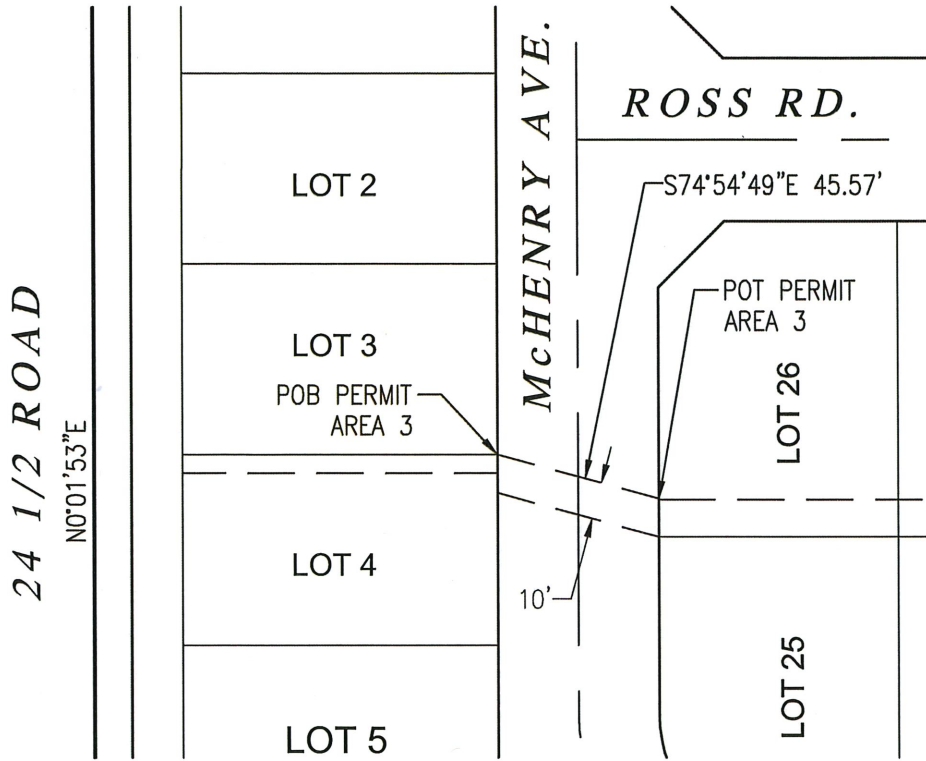 McHENRY AVE.
ROSS RD.
LOT 2
S74°54'49"E 45.57'
24 1/2 ROAD
N0°01'53"E
LOT 3
POT PERMIT
AREA 3
POB PERMIT
AREA 3
LOT 26
LOT 4
10'
LOT 25
LOT 5